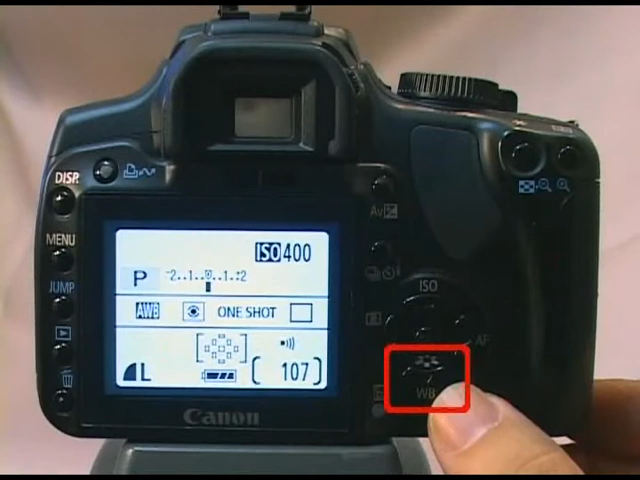 DISP.
MENU
JUMP
ISO400
P -2..1..0..1.:2
AWB ONE SHOT
L [ 107 ]
Av
ISO
AF
WB
Canon